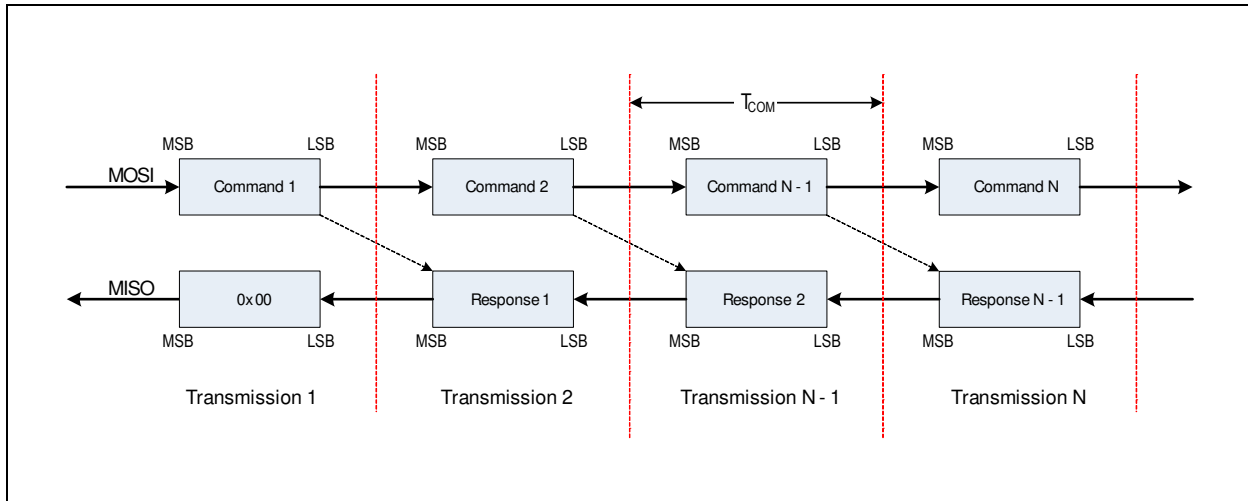 TCOM
MSB LSB MSB LSB MSB LSB MSB LSB
MOSI Command 1 Command 2 Command N - 1 Command N
MISO 0x00 Response 1 Response 2 Response N - 1
MSB LSB MSB LSB MSB LSB MSB LSB
Transmission 1 Transmission 2 Transmission N - 1 Transmission N